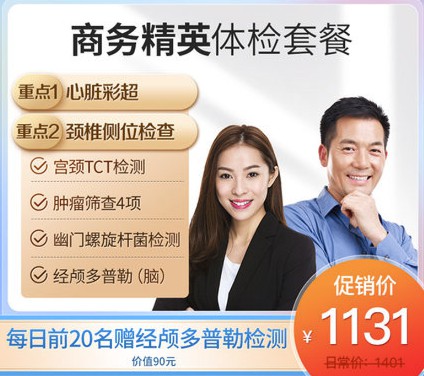 商务精英体检套餐
重点1 心脏彩超
重点2 颈椎侧位检查
宫颈TCT检测
肿瘤筛查4项
幽门螺旋杆菌检测
经颅多普勒（脑）
促销价
¥1131
日常价：1401
每日前20名赠经颅多普勒检测
价值90元